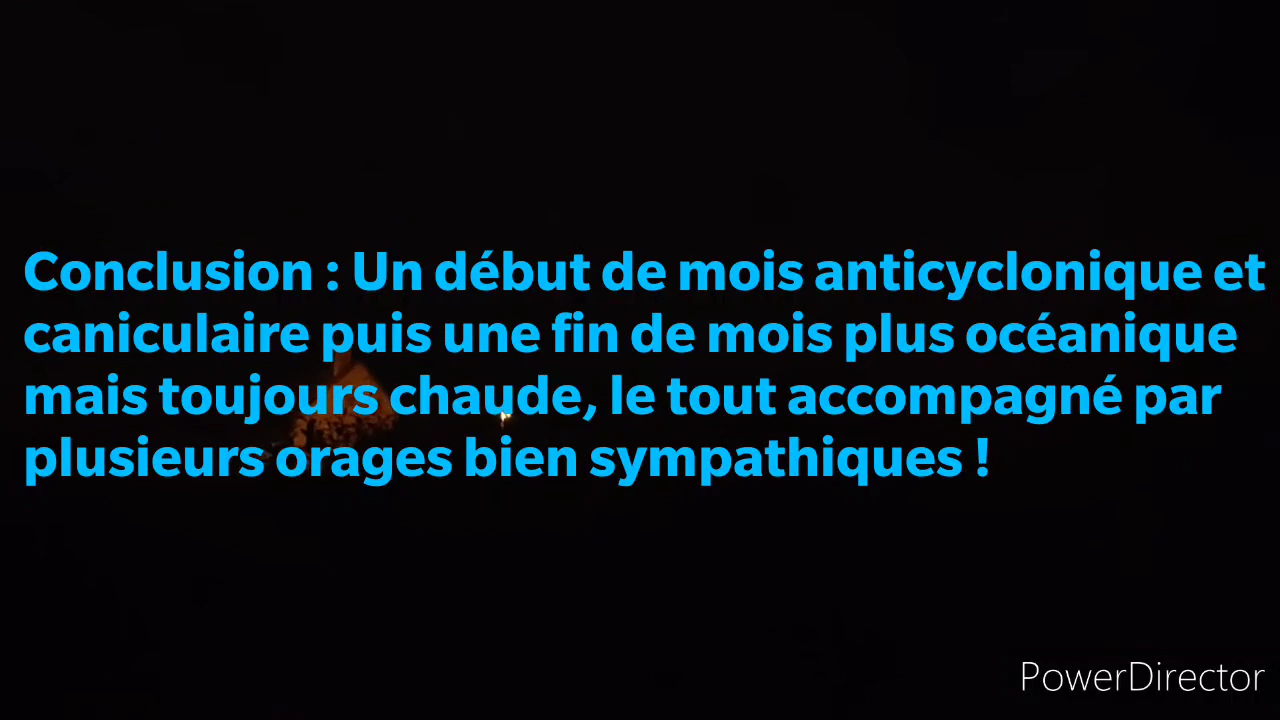 Conclusion : Un début de mois anticyclonique et
caniculaire puis une fin de mois plus océanique
mais toujours chaude, le tout accompagné par
plusieurs orages bien sympathiques !
PowerDirector